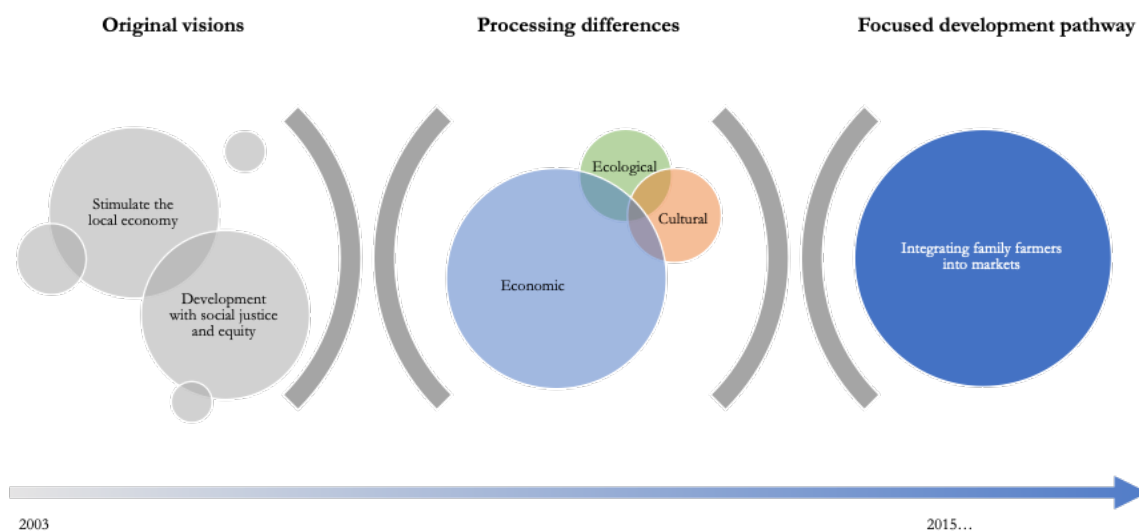 Original visions
Processing differences
Focused development pathway
Stimulate the
local economy
Development
with social justice
and equity
Ecological
Cultural
Economic
Integrating family farmers
into markets
2003
2015…